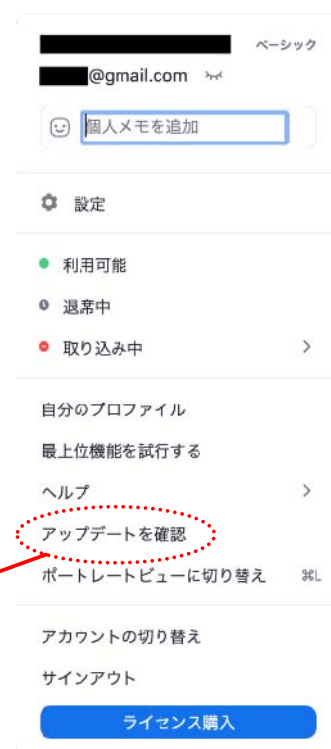 ベーシック
@gmail.com
個人メモを追加
設定
利用可能
退席中
取り込み中
自分のプロファイル
最上位機能を試行する
ヘルプ
アップデートを確認
ポートレートビューに切り替え ⌘L
アカウントの切り替え
サインアウト
ライセンス購入